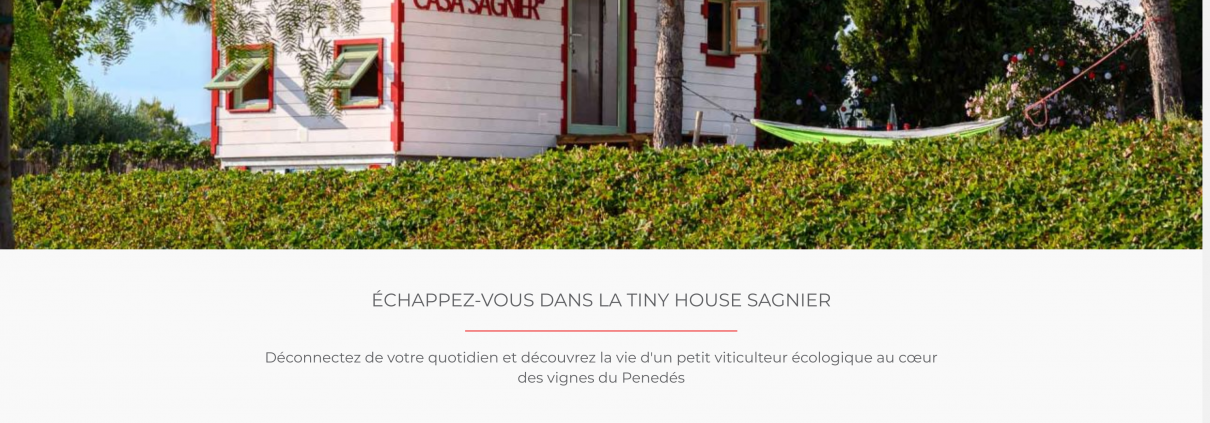 "CASA SAGNIER"
ÉCHAPPEZ-VOUS DANS LA TINY HOUSE SAGNIER
Déconnectez de votre quotidien et découvrez la vie d'un petit viticulteur écologique au cœur
des vignes du Penedés